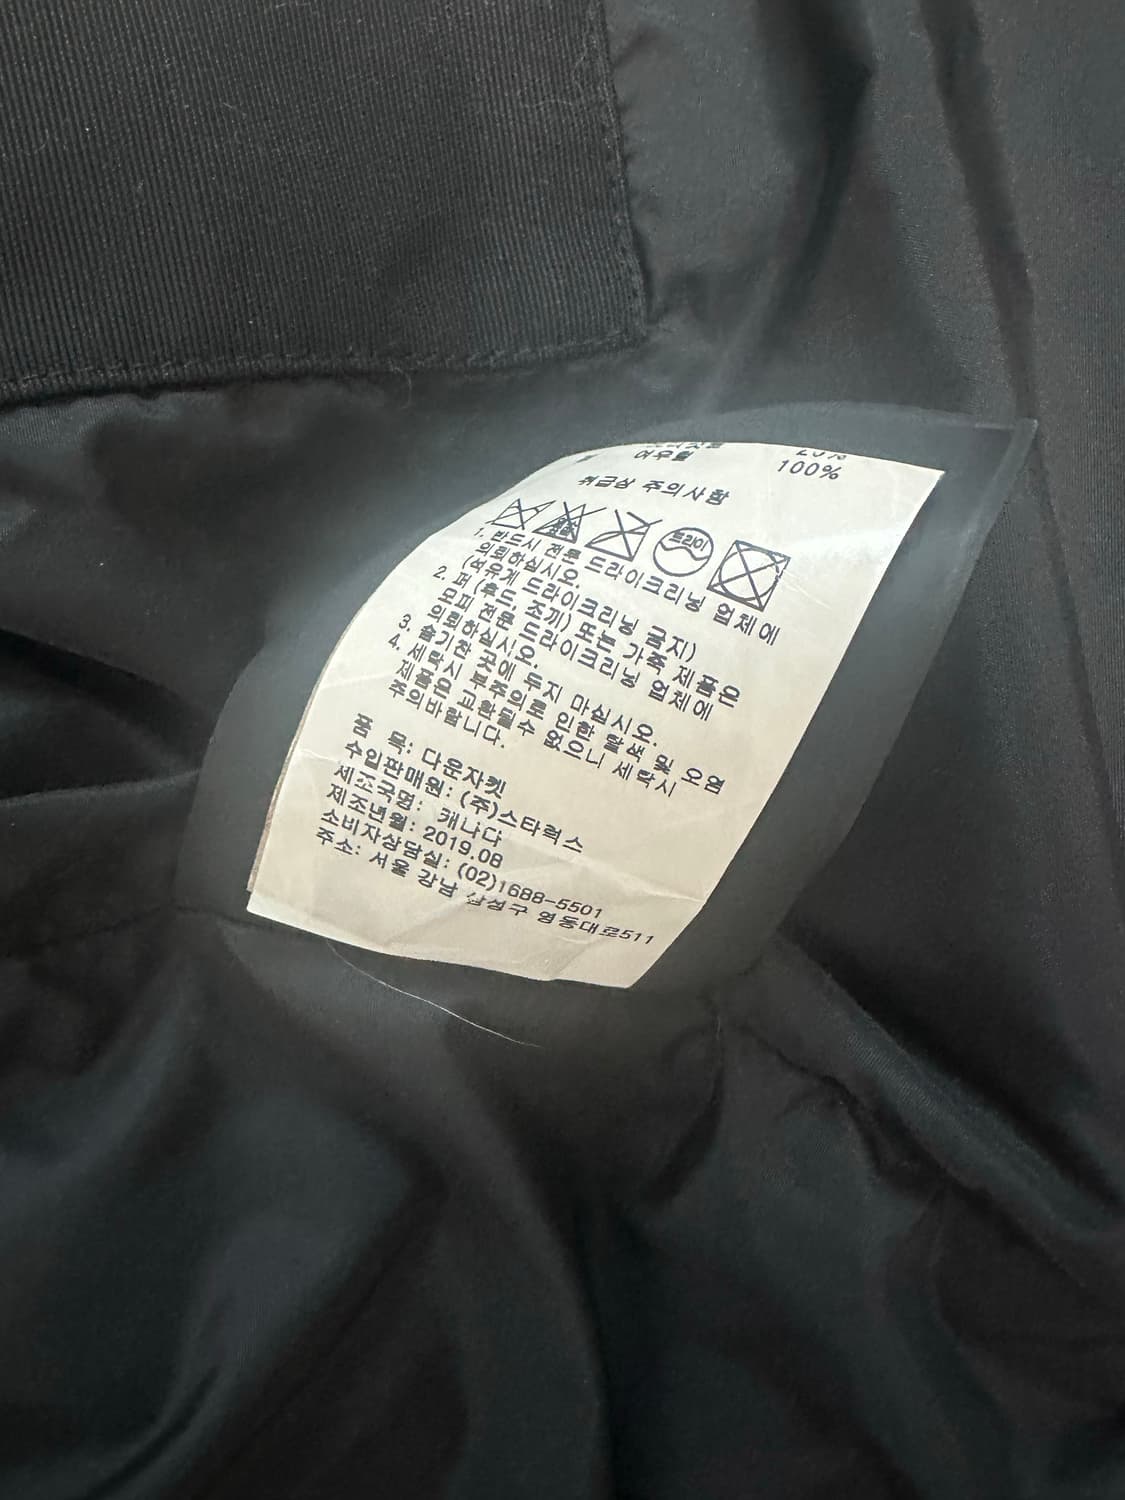 여우털 100%
취급상 주의사항
드라이
1. 반드시 전문 드라이크리닝 업체에
의뢰하십시오.
(석유계 드라이크리닝 금지)
2. 퍼(후드, 조끼) 또는 가죽 제품은
모피 전문 드라이크리닝 업체에
의뢰하십시오.
3. 습기찬 곳에 두지 마십시오.
4. 세탁시 부주의로 인한 탈색 및 오염
제품은 교환될수 없으니 세탁시
주의바랍니다.
품 목: 다운자켓
수입판매원: (주)스타럭스
제조국명: 캐나다
제조년월: 2019.08
소비자상담실: (02)1688-5501
주소: 서울 강남 삼성구 영동대로511